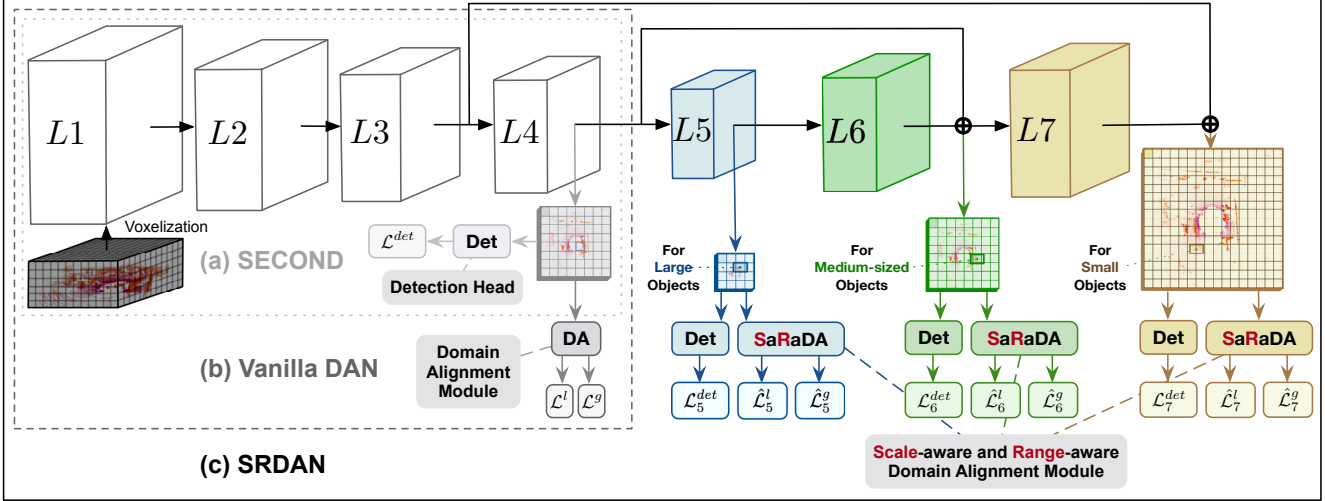 L1
L2
L3
L4
L5
L6
L7
Voxelization
(a) SECOND
ℒ^{det}
Det
Detection Head
(b) Vanilla DAN
Domain
Alignment
Module
DA
ℒ^{l}
ℒ^{g}
(c) SRDAN
For
Large
Objects
Det
SaRaDA
ℒ_5^{det}
ℒ̂_5^{l}
ℒ̂_5^{g}
For
Medium-sized
Objects
Det
SaRaDA
ℒ_6^{det}
ℒ̂_6^{l}
ℒ̂_6^{g}
For
Small
Objects
Det
SaRaDA
ℒ_7^{det}
ℒ̂_7^{l}
ℒ̂_7^{g}
Scale-aware and Range-aware
Domain Alignment Module